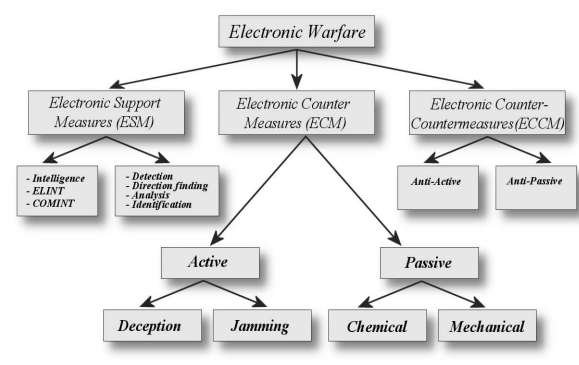 Electronic Warfare
Electronic Support
Measures (ESM)
Electronic Counter
Measures (ECM)
Electronic Counter-
Countermeasures(ECCM)
- Intelligence
- ELINT
- COMINT
- Detection
- Direction finding
- Analysis
- Identification
Anti-Active
Anti-Passive
Active
Passive
Deception
Jamming
Chemical
Mechanical